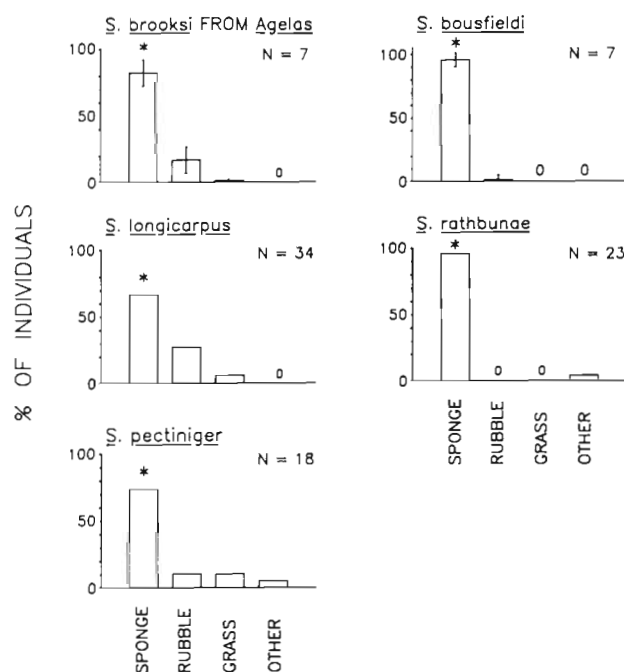 S. brooksi FROM Agelas
N = 7
*
100
50
0
0
S. bousfieldi
N = 7
*
100
50
0
0 0
% OF INDIVIDUALS
S. longicarpus
N = 34
*
100
50
0
0
S. rathbunae
N = 23
*
100
50
0
0 0
SPONGE
RUBBLE
GRASS
OTHER
S. pectiniger
N = 18
*
100
50
0
SPONGE
RUBBLE
GRASS
OTHER